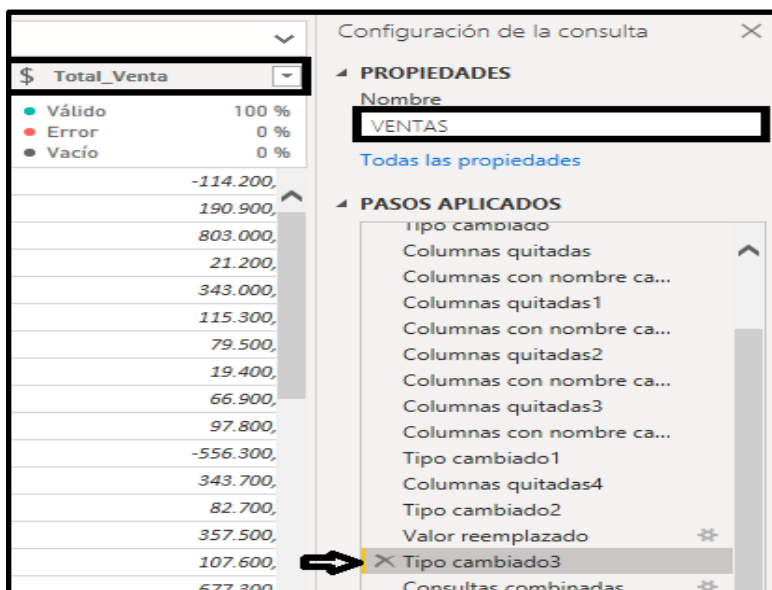 Configuración de la consulta
$ Total_Venta
Válido 100 %
Error 0 %
Vacío 0 %
-114.200,
190.900,
803.000,
21.200,
343.000,
115.300,
79.500,
19.400,
66.900,
97.800,
-556.300,
343.700,
82.700,
357.500,
107.600,
677.300
PROPIEDADES
Nombre
VENTAS
Todas las propiedades
PASOS APLICADOS
Tipo cambiado
Columnas quitadas
Columnas con nombre ca...
Columnas quitadas1
Columnas con nombre ca...
Columnas quitadas2
Columnas con nombre ca...
Columnas quitadas3
Columnas con nombre ca...
Tipo cambiado1
Columnas quitadas4
Tipo cambiado2
Valor reemplazado
Tipo cambiado3
Consultas combinadas